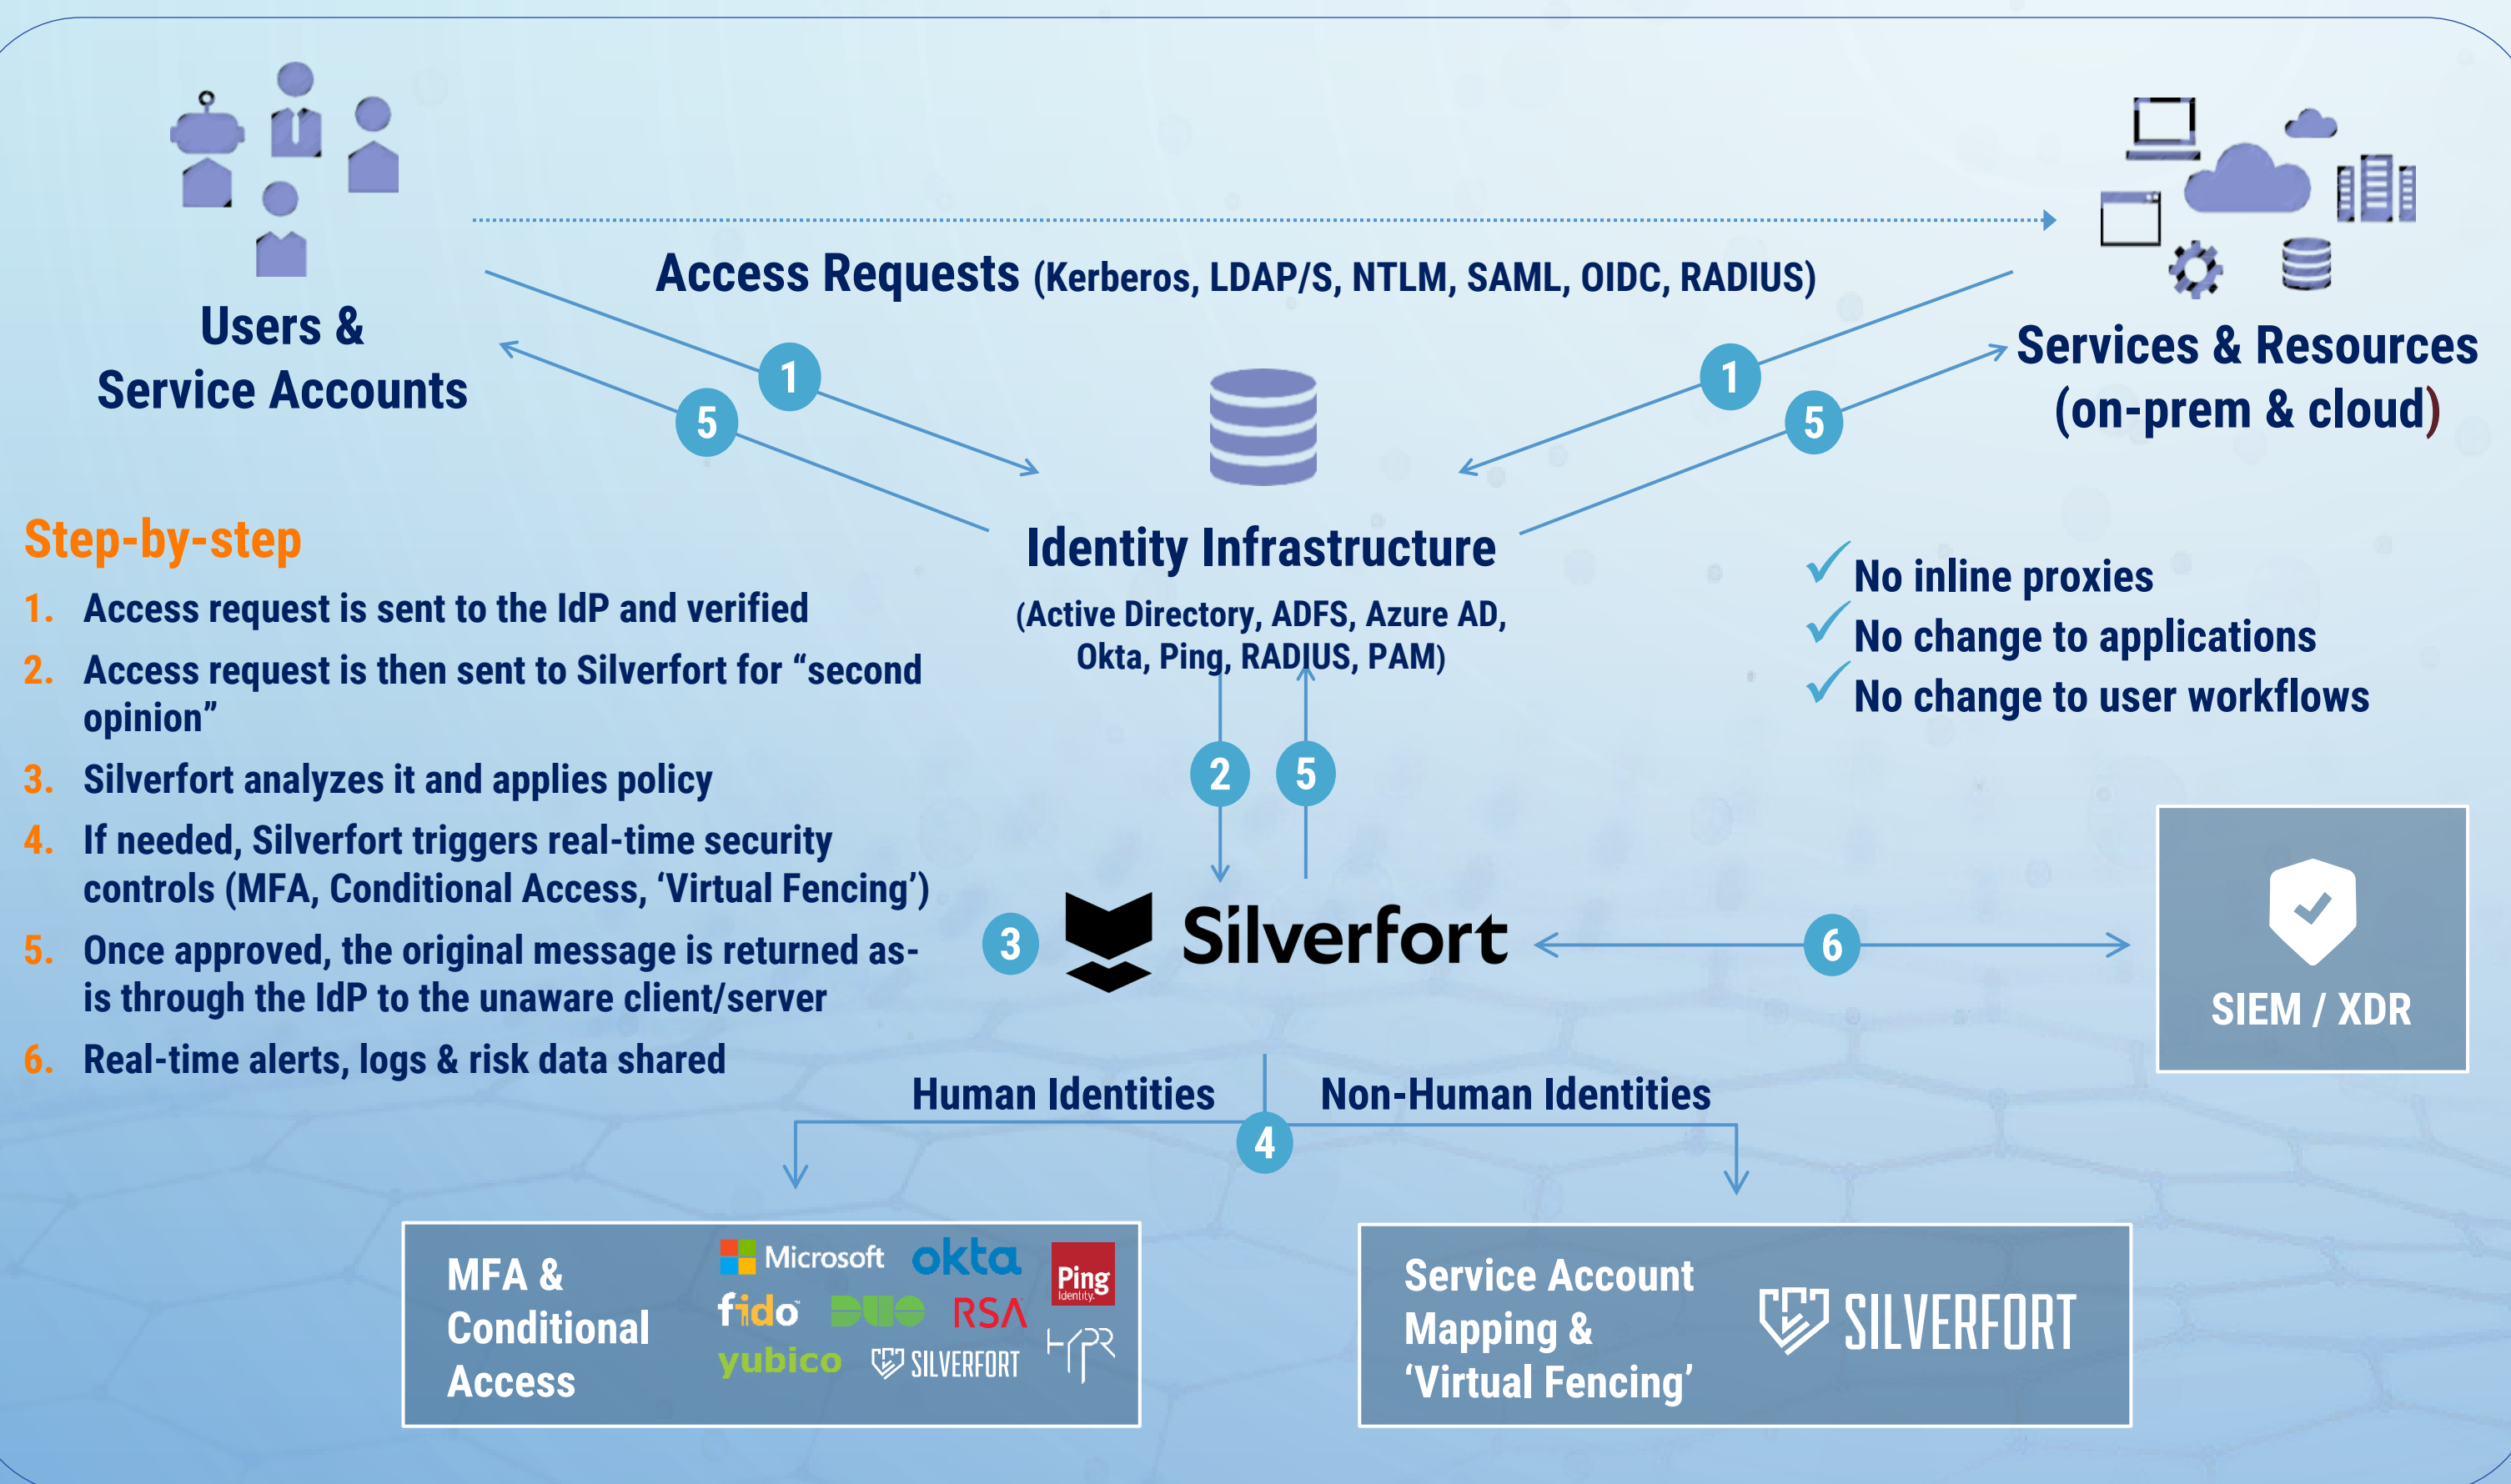 Users &
Service Accounts
Access Requests (Kerberos, LDAP/S, NTLM, SAML, OIDC, RADIUS)
Services & Resources
(on-prem & cloud)
1
5
1
5
Identity Infrastructure
(Active Directory, ADFS, Azure AD,
Okta, Ping, RADIUS, PAM)
Step-by-step
1. Access request is sent to the IdP and verified
2. Access request is then sent to Silverfort for “second
opinion”
3. Silverfort analyzes it and applies policy
4. If needed, Silverfort triggers real-time security
controls (MFA, Conditional Access, ‘Virtual Fencing’)
5. Once approved, the original message is returned as-
is through the IdP to the unaware client/server
6. Real-time alerts, logs & risk data shared
No inline proxies
No change to applications
No change to user workflows
2
5
3
Silverfort
6
SIEM / XDR
Human Identities
Non-Human Identities
4
MFA &
Conditional
Access
Microsoft
okta
Ping
Identity.
fido™
DUO
RSA
yubico
SILVERFORT
HYPR
Service Account
Mapping &
‘Virtual Fencing’
SILVERFORT